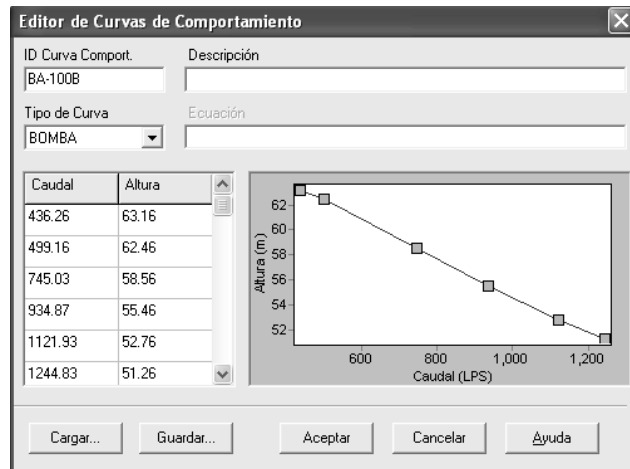 Editor de Curvas de Comportamiento
ID Curva Comport.
Descripción
BA-100B
Tipo de Curva
Ecuación
BOMBA
Caudal Altura
436.26 63.16
499.16 62.46
745.03 58.56
934.87 55.46
1121.93 52.76
1244.83 51.26
Altura (m)
62
60
58
56
54
52
600 800 1,000 1,200
Caudal (LPS)
Cargar... Guardar... Aceptar Cancelar Ayuda